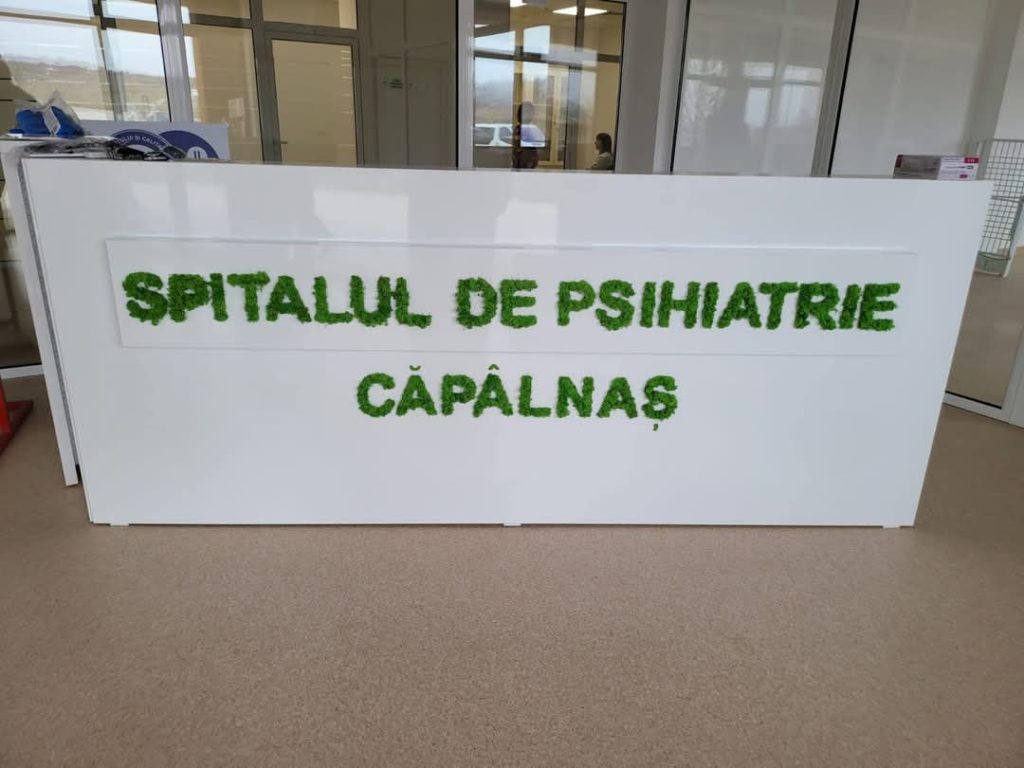 SPITALUL DE PSIHIATRIE
CĂPÂLNAȘ